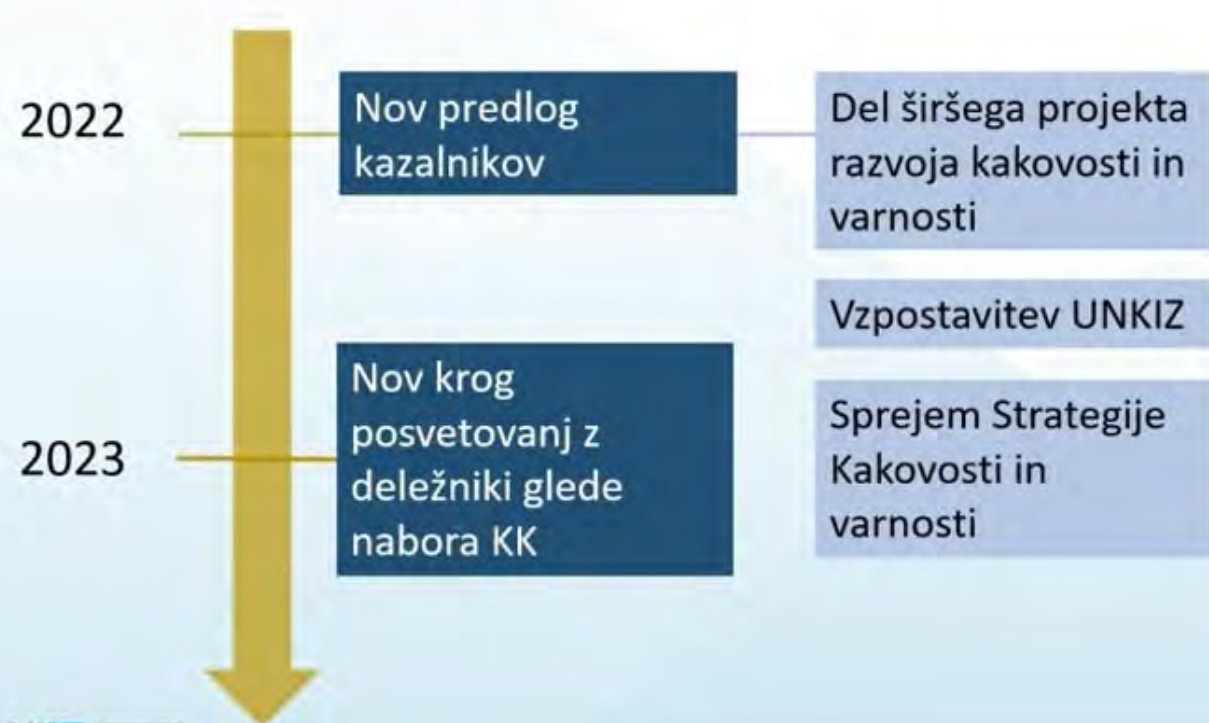 2022
Nov predlog
kazalnikov
Del širšega projekta
razvoja kakovosti in
varnosti
Vzpostavitev UNKIZ
2023
Nov krog
posvetovanj z
deležniki glede
nabora KK
Sprejem Strategije
Kakovosti in
varnosti